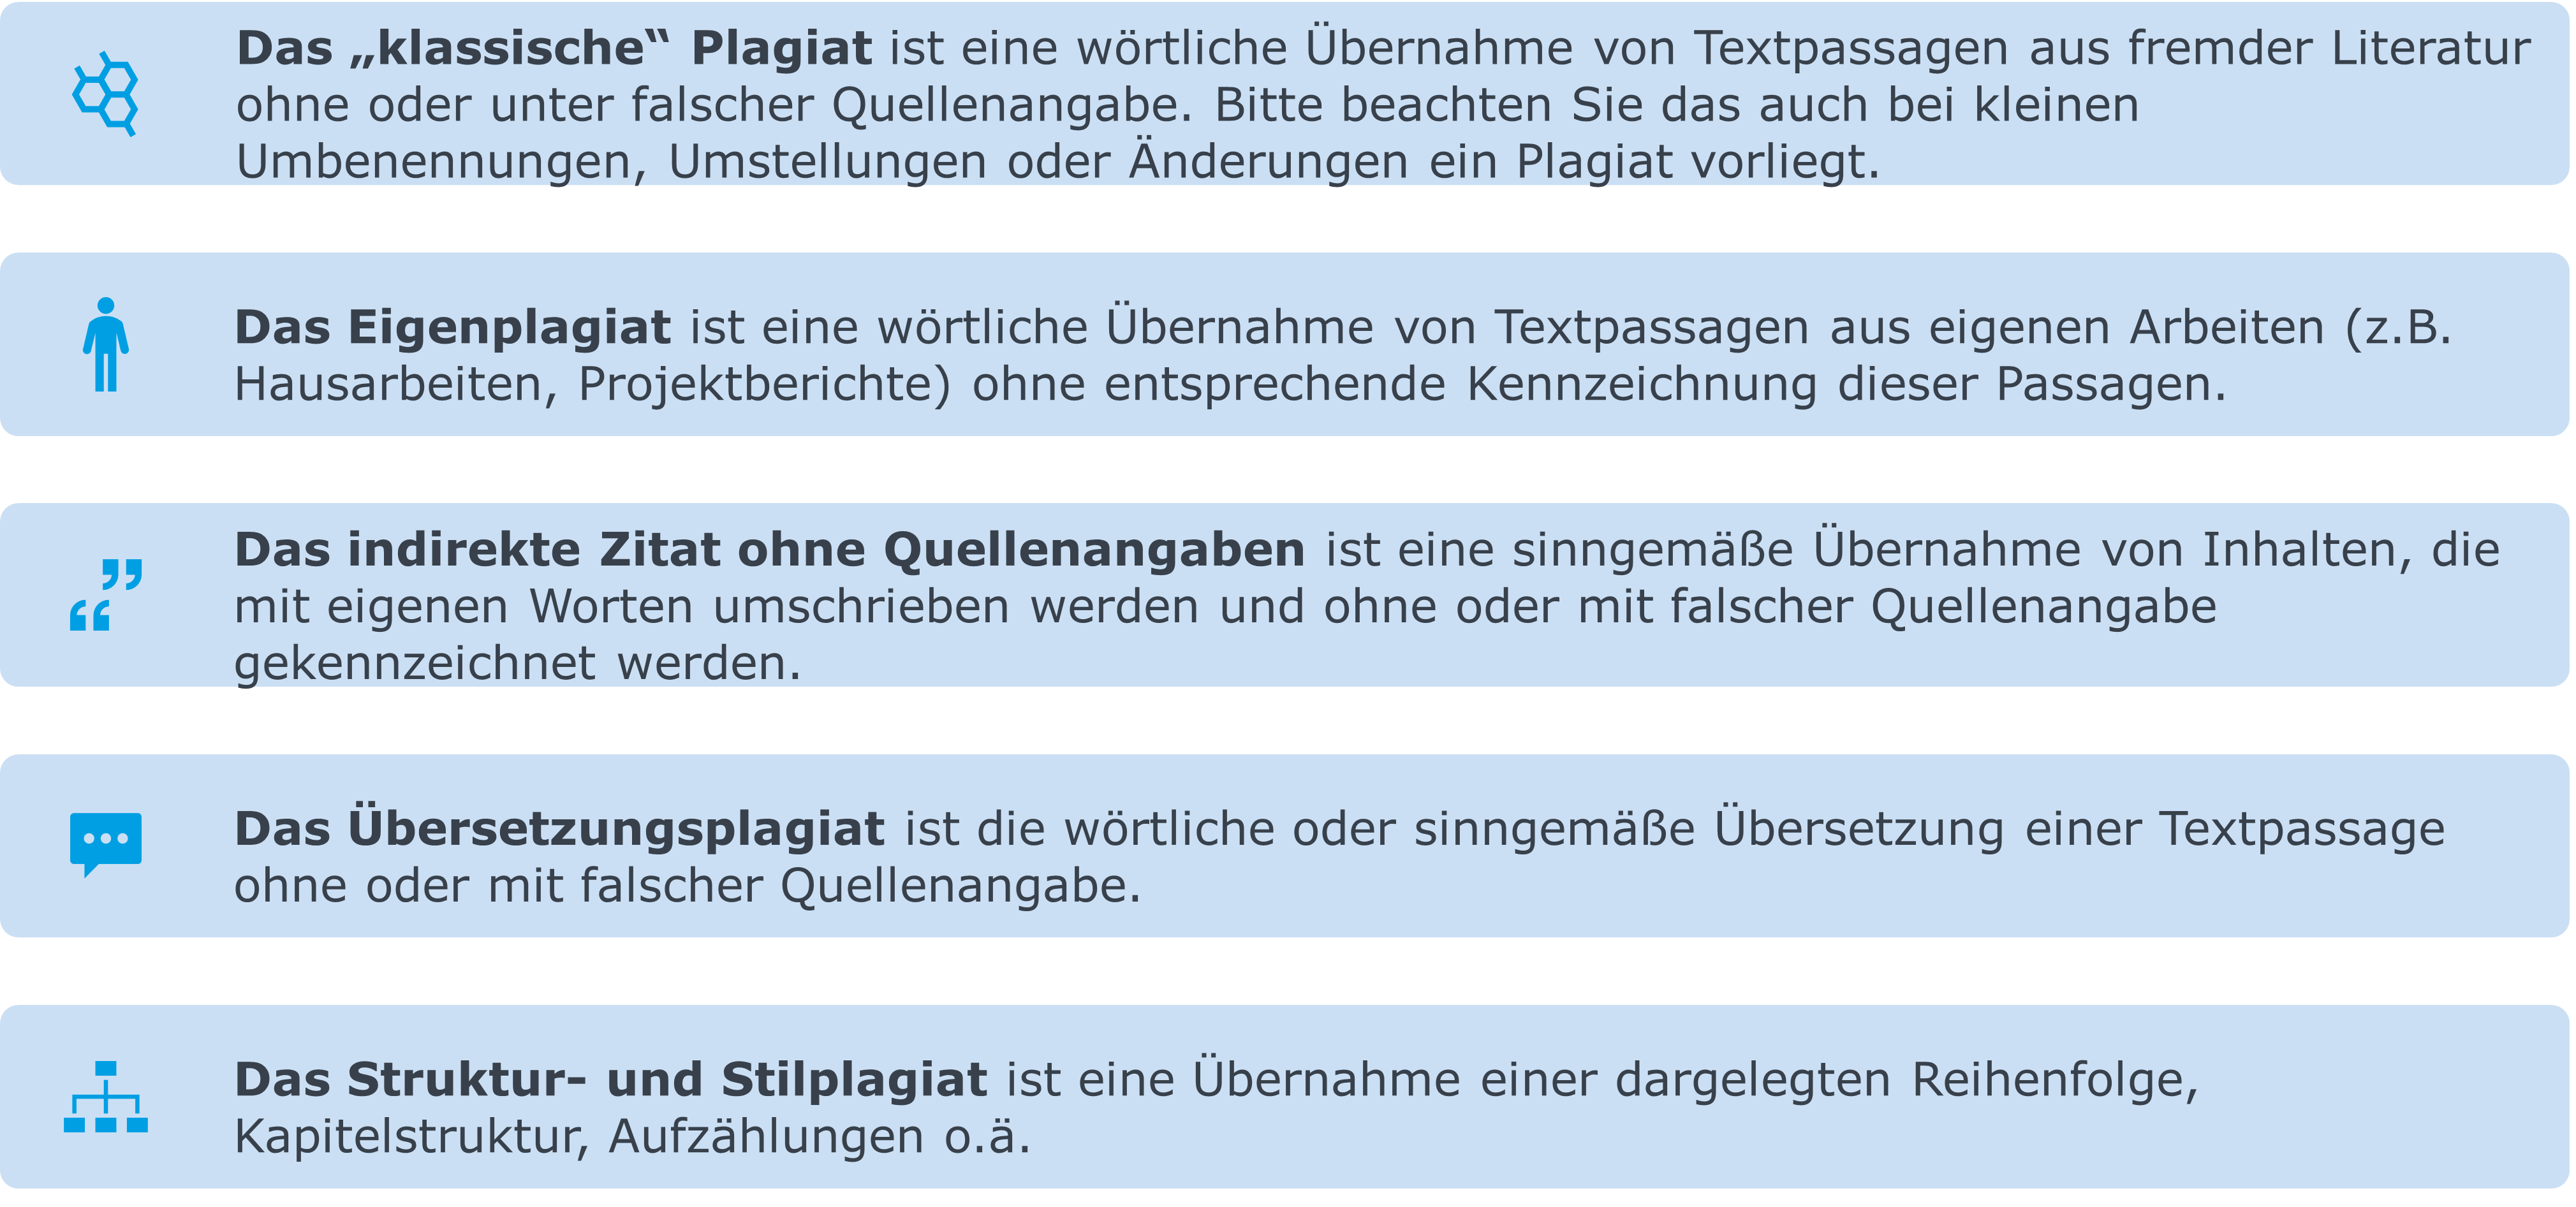 Das „klassische“ Plagiat ist eine wörtliche Übernahme von Textpassagen aus fremder Literatur
ohne oder unter falscher Quellenangabe. Bitte beachten Sie das auch bei kleinen
Umbenennungen, Umstellungen oder Änderungen ein Plagiat vorliegt.
Das Eigenplagiat ist eine wörtliche Übernahme von Textpassagen aus eigenen Arbeiten (z.B.
Hausarbeiten, Projektberichte) ohne entsprechende Kennzeichnung dieser Passagen.
Das indirekte Zitat ohne Quellenangaben ist eine sinngemäße Übernahme von Inhalten, die
mit eigenen Worten umschrieben werden und ohne oder mit falscher Quellenangabe
gekennzeichnet werden.
Das Übersetzungsplagiat ist die wörtliche oder sinngemäße Übersetzung einer Textpassage
ohne oder mit falscher Quellenangabe.
Das Struktur- und Stilplagiat ist eine Übernahme einer dargelegten Reihenfolge,
Kapitelstruktur, Aufzählungen o.ä.